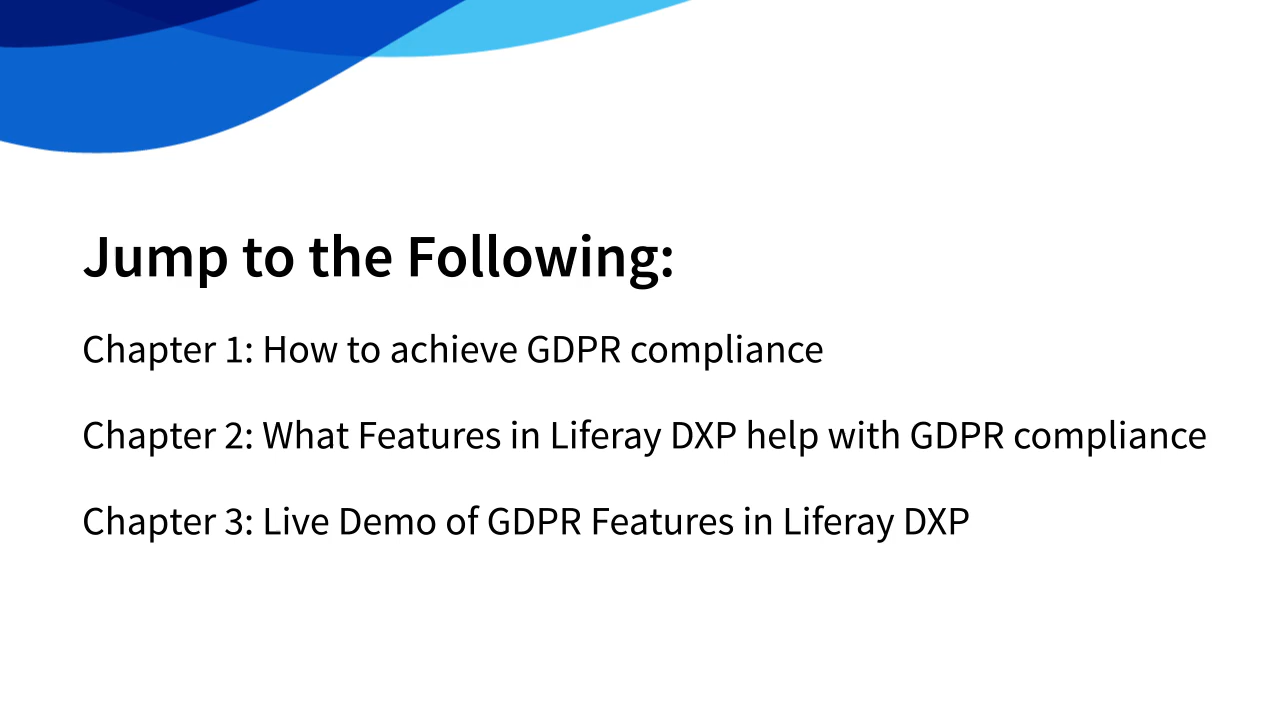 Jump to the Following:
Chapter 1: How to achieve GDPR compliance
Chapter 2: What Features in Liferay DXP help with GDPR compliance
Chapter 3: Live Demo of GDPR Features in Liferay DXP